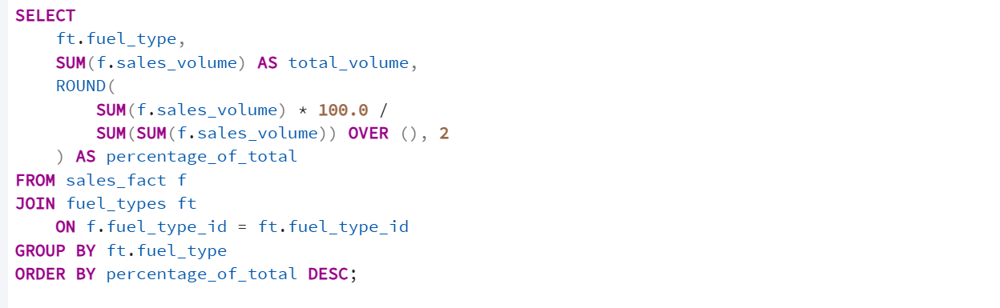 SELECT
    ft.fuel_type,
    SUM(f.sales_volume) AS total_volume,
    ROUND(
        SUM(f.sales_volume) * 100.0 /
        SUM(SUM(f.sales_volume)) OVER (), 2
    ) AS percentage_of_total
FROM sales_fact f
JOIN fuel_types ft
    ON f.fuel_type_id = ft.fuel_type_id
GROUP BY ft.fuel_type
ORDER BY percentage_of_total DESC;